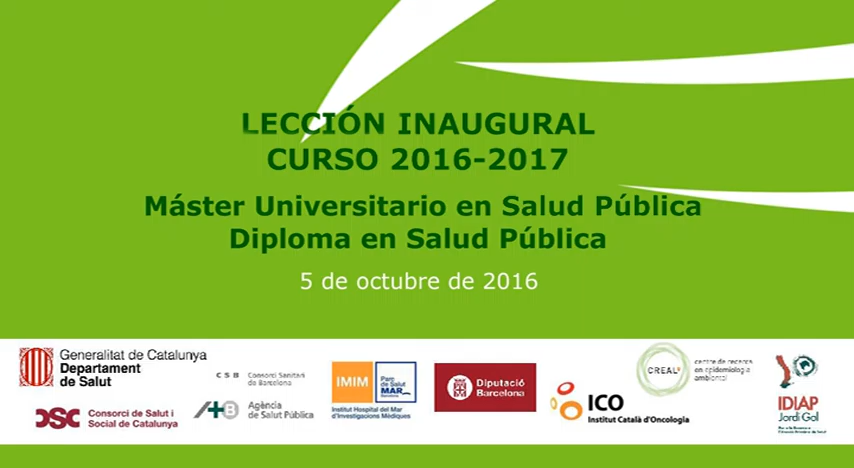 LECCIÓN INAUGURAL
CURSO 2016-2017
Máster Universitario en Salud Pública
Diploma en Salud Pública
5 de octubre de 2016
Generalitat de Catalunya
Departament
de Salut
CSB Consorci Sanitari
de Barcelona
IMIM
Parc
de Salut
MAR
Barcelona
Institut Hospital del Mar
d'Investigacions Mèdiques
Diputació
Barcelona
CREAL
centre de recerca
en epidemiologia
ambiental
CSC Consorci de Salut i
Social de Catalunya
Agència
de Salut Pública
ICO
Institut Català d'Oncologia
IDIAP
Jordi Gol